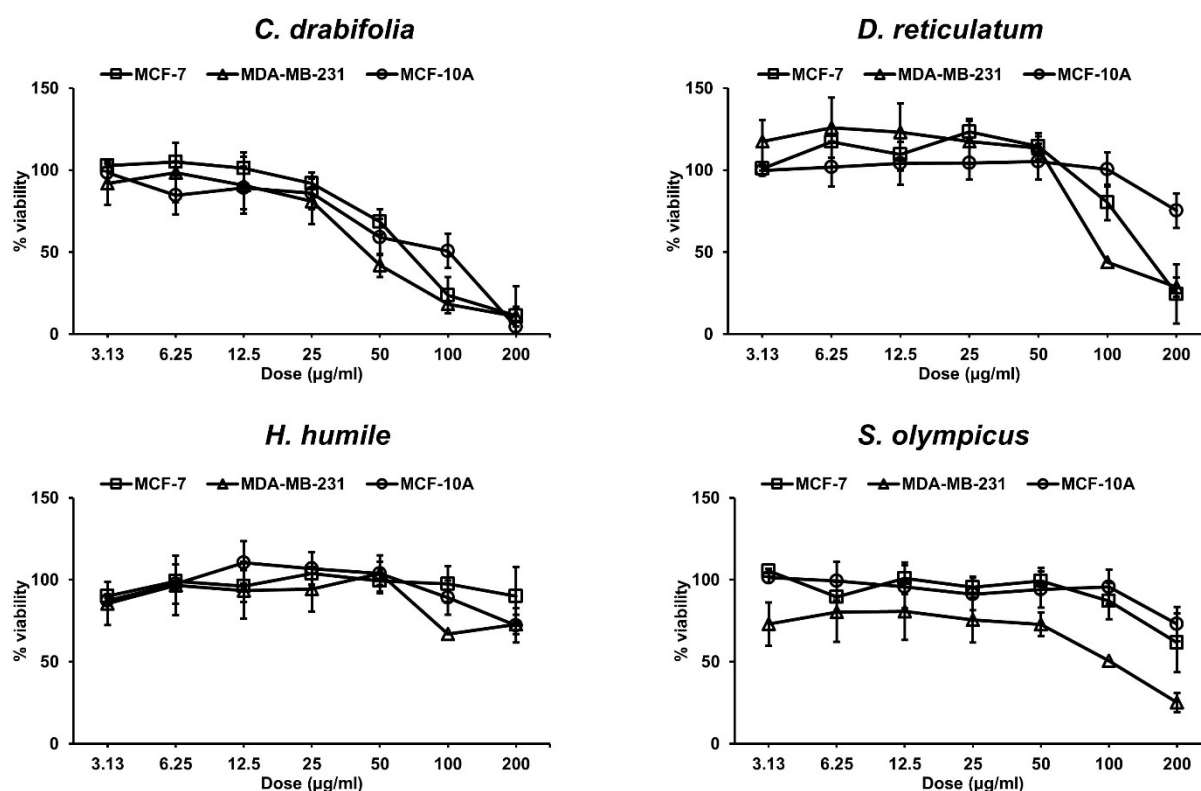 C. drabifolia
MCF-7 MDA-MB-231 MCF-10A
150
100
50
0
% viability
3.13 6.25 12.5 25 50 100 200
Dose (µg/ml)
D. reticulatum
MCF-7 MDA-MB-231 MCF-10A
150
100
50
0
% viability
3.13 6.25 12.5 25 50 100 200
Dose (µg/ml)
H. humile
MCF-7 MDA-MB-231 MCF-10A
150
100
50
0
% viability
3.13 6.25 12.5 25 50 100 200
Dose (µg/ml)
S. olympicus
MCF-7 MDA-MB-231 MCF-10A
150
100
50
0
% viability
3.13 6.25 12.5 25 50 100 200
Dose (µg/ml)